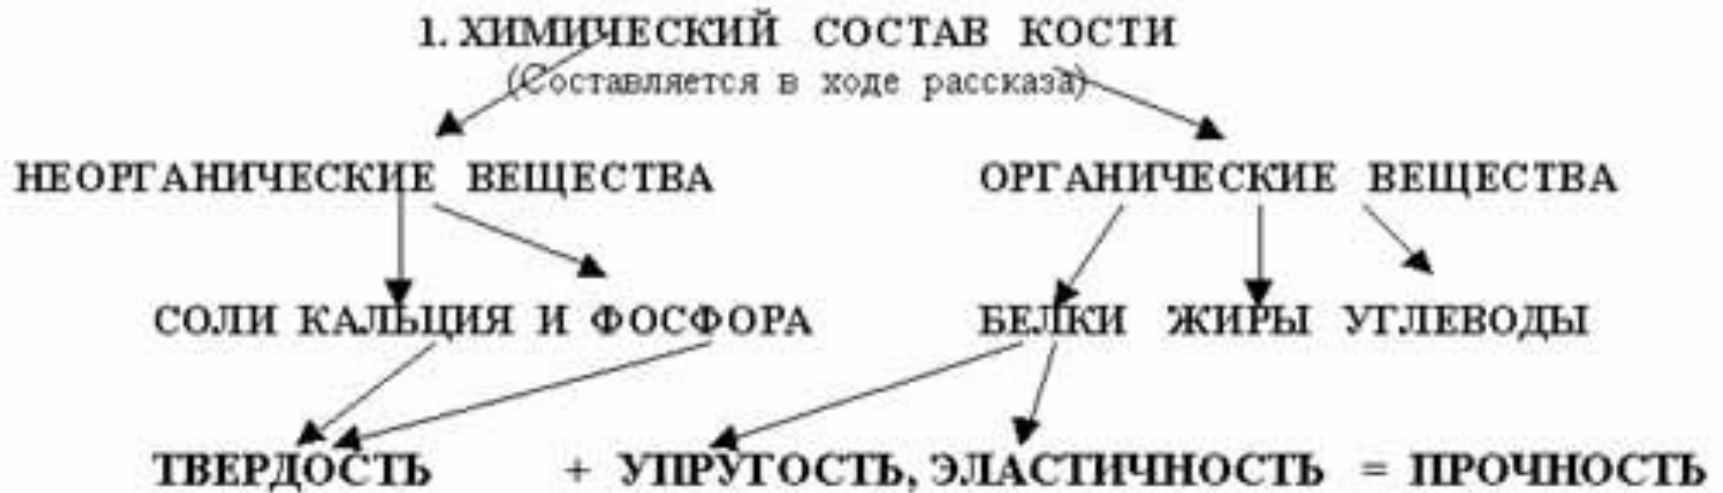 1. ХИМИЧЕСКИЙ СОСТАВ КОСТИ
(Составляется в ходе рассказа)
НЕОРГАНИЧЕСКИЕ ВЕЩЕСТВА ОРГАНИЧЕСКИЕ ВЕЩЕСТВА
СОЛИ КАЛЬЦИЯ И ФОСФОРА БЕЛКИ ЖИРЫ УГЛЕВОДЫ
ТВЕРДОСТЬ + УПРУГОСТЬ, ЭЛАСТИЧНОСТЬ = ПРОЧНОСТЬ